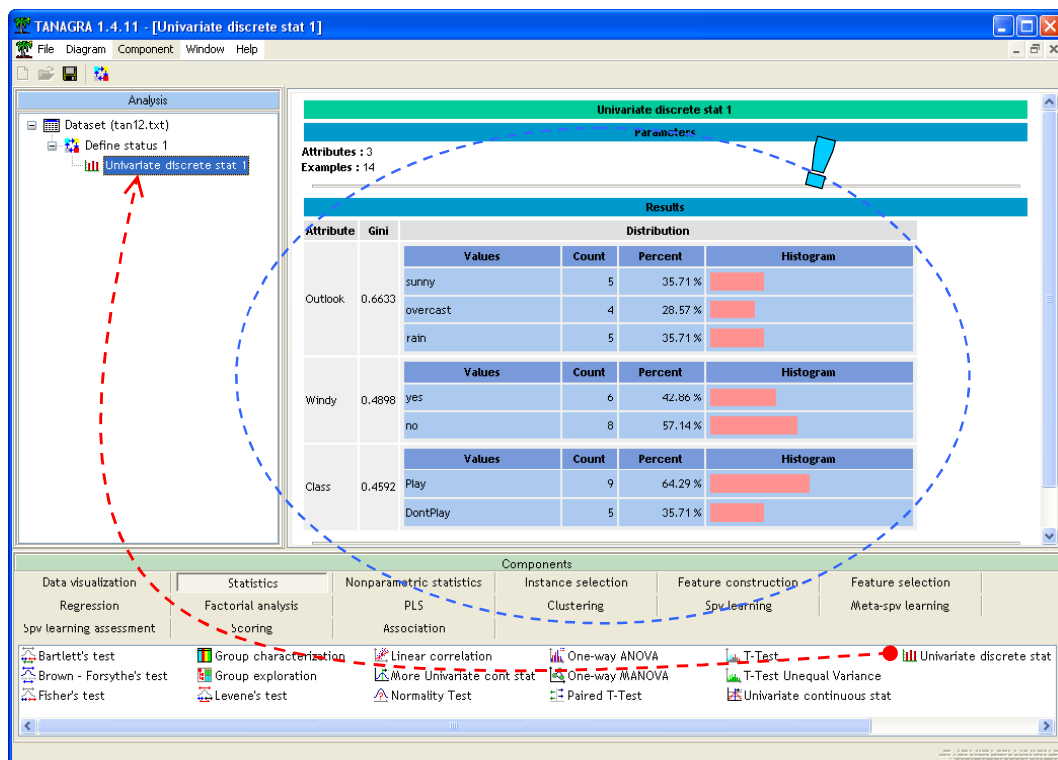 TANAGRA 1.4.11 - [Univariate discrete stat 1]
File Diagram Component Window Help
Analysis
Dataset (tan12.txt)
Define status 1
Univariate discrete stat 1
Univariate discrete stat 1
Parameters
Attributes : 3
Examples : 14
Results
Attribute Gini Distribution
Values Count Percent Histogram
Outlook 0.6633
sunny 5 35.71 %
overcast 4 28.57 %
rain 5 35.71 %
Values Count Percent Histogram
Windy 0.4898
yes 6 42.86 %
no 8 57.14 %
Values Count Percent Histogram
Class 0.4592
Play 9 64.29 %
DontPlay 5 35.71 %
Components
Data visualization Statistics Nonparametric statistics Instance selection Feature construction Feature selection
Regression Factorial analysis PLS Clustering Spv learning Meta-spv learning
Spv learning assessment Scoring Association
Bartlett's test Group characterization Linear correlation One-way ANOVA T-Test Univariate discrete stat
Brown - Forsythe's test Group exploration More Univariate cont stat One-way MANOVA T-Test Unequal Variance
Fisher's test Levene's test Normality Test Paired T-Test Univariate continuous stat